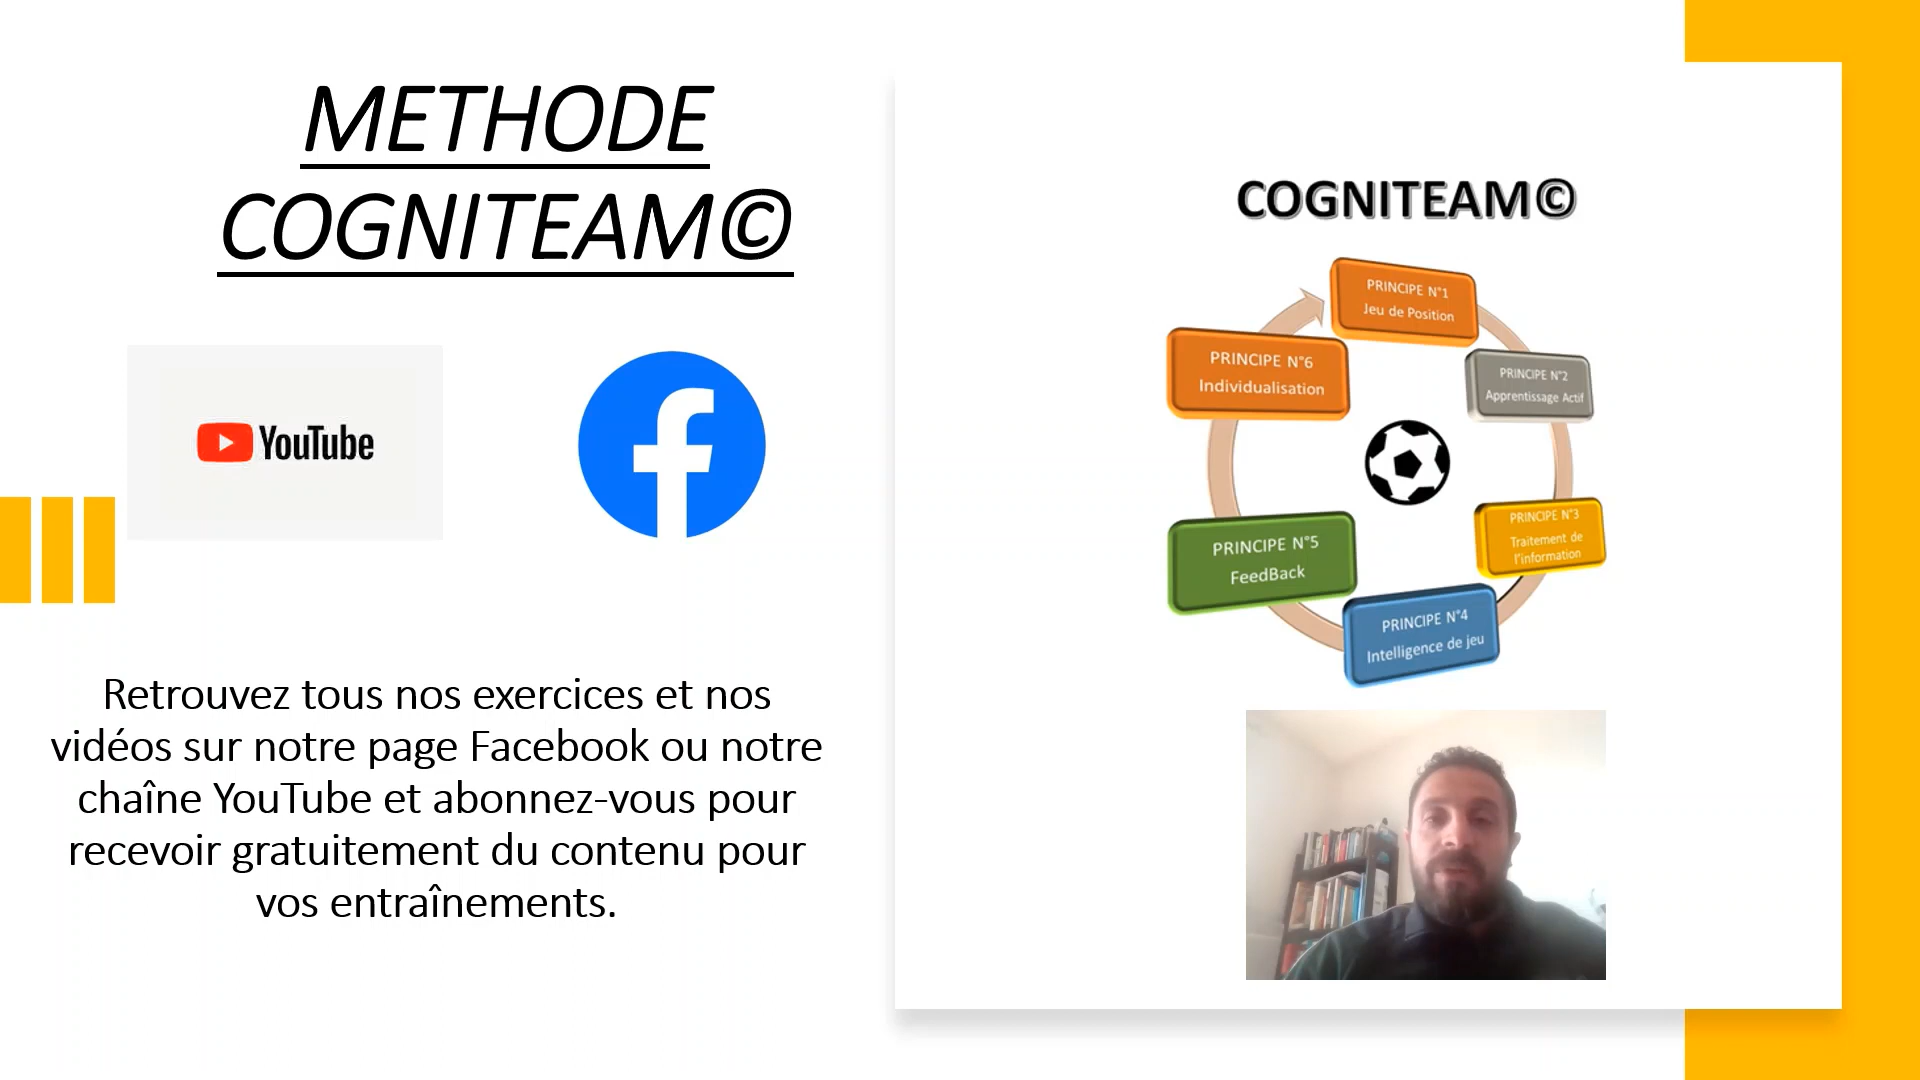 METHODE
COGNITEAM©
YouTube
Retrouvez tous nos exercices et nos
vidéos sur notre page Facebook ou notre
chaîne YouTube et abonnez-vous pour
recevoir gratuitement du contenu pour
vos entraînements.
COGNITEAM©
PRINCIPE N°1
Jeu de Position
PRINCIPE N°2
Apprentissage Actif
PRINCIPE N°3
Traitement de
l'information
PRINCIPE N°4
Intelligence de jeu
PRINCIPE N°5
FeedBack
PRINCIPE N°6
Individualisation